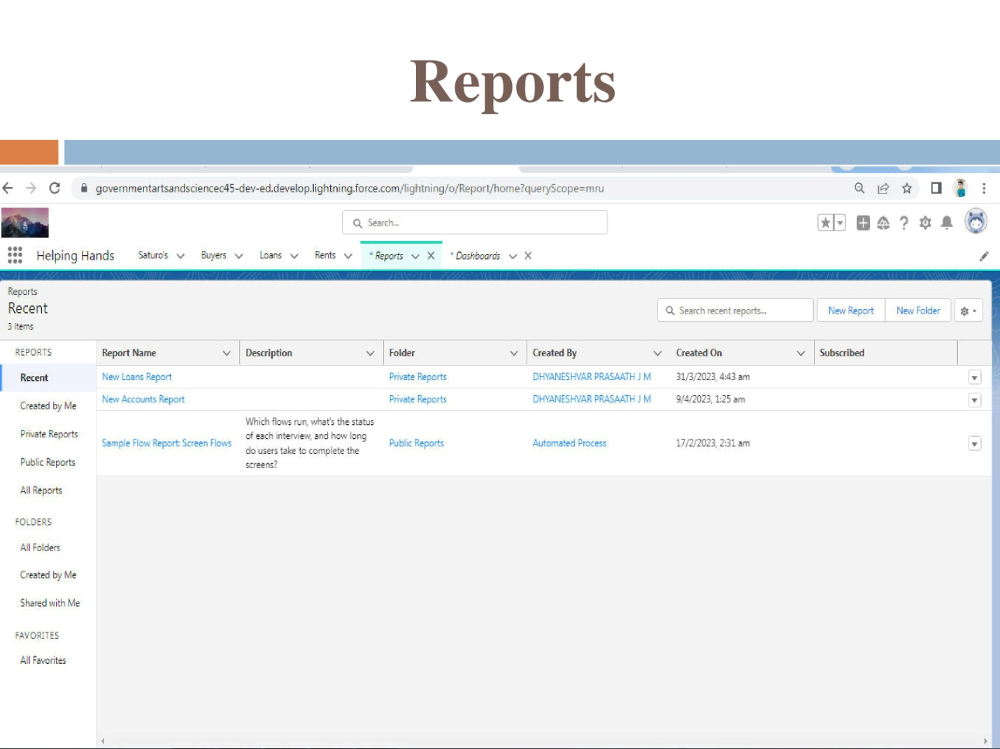 Reports
governmentartsandsciencec45-dev-ed.develop.lightning.force.com/lightning/o/Report/home?queryScope=mru
Search...
Helping Hands Saturo's Buyers Loans Rents * Reports * Dashboards
Reports
Recent
3 items
Search recent reports...
New Report
New Folder
REPORTS
Recent
Created by Me
Private Reports
Public Reports
All Reports
FOLDERS
All Folders
Created by Me
Shared with Me
FAVORITES
All Favorites
Report Name Description Folder Created By Created On Subscribed
New Loans Report Private Reports DHYANESHVAR PRASAATH J M 31/3/2023, 4:43 am
New Accounts Report Private Reports DHYANESHVAR PRASAATH J M 9/4/2023, 1:25 am
Sample Flow Report: Screen Flows
Which flows run, what's the status
of each interview, and how long
do users take to complete the
screens?
Public Reports
Automated Process
17/2/2023, 2:31 am